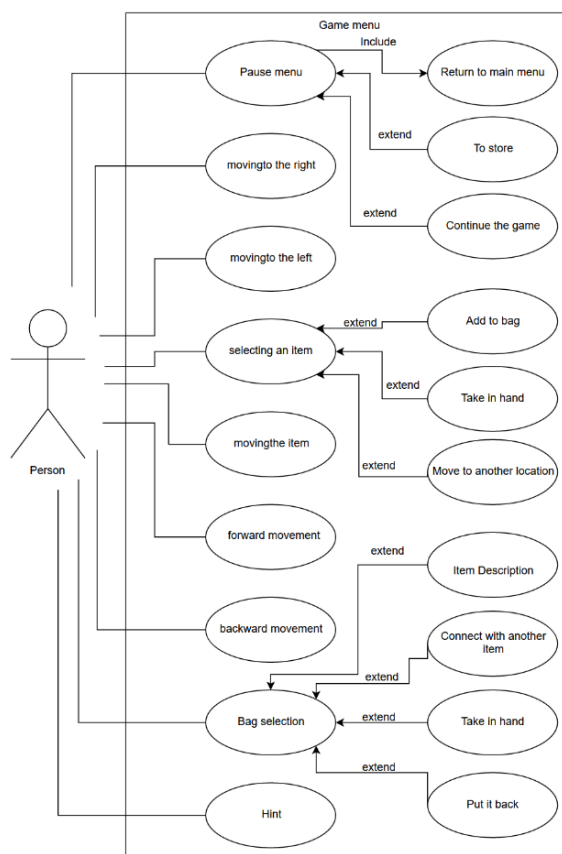 Game menu
Include
Pause menu
Return to main menu
extend
To store
movingto the right
extend
Continue the game
movingto the left
extend
Add to bag
selecting an item
extend
Take in hand
movingthe item
extend
Move to another location
Person
forward movement
extend
Item Description
backward movement
Connect with another
item
extend
Bag selection
extend
Take in hand
extend
Put it back
Hint